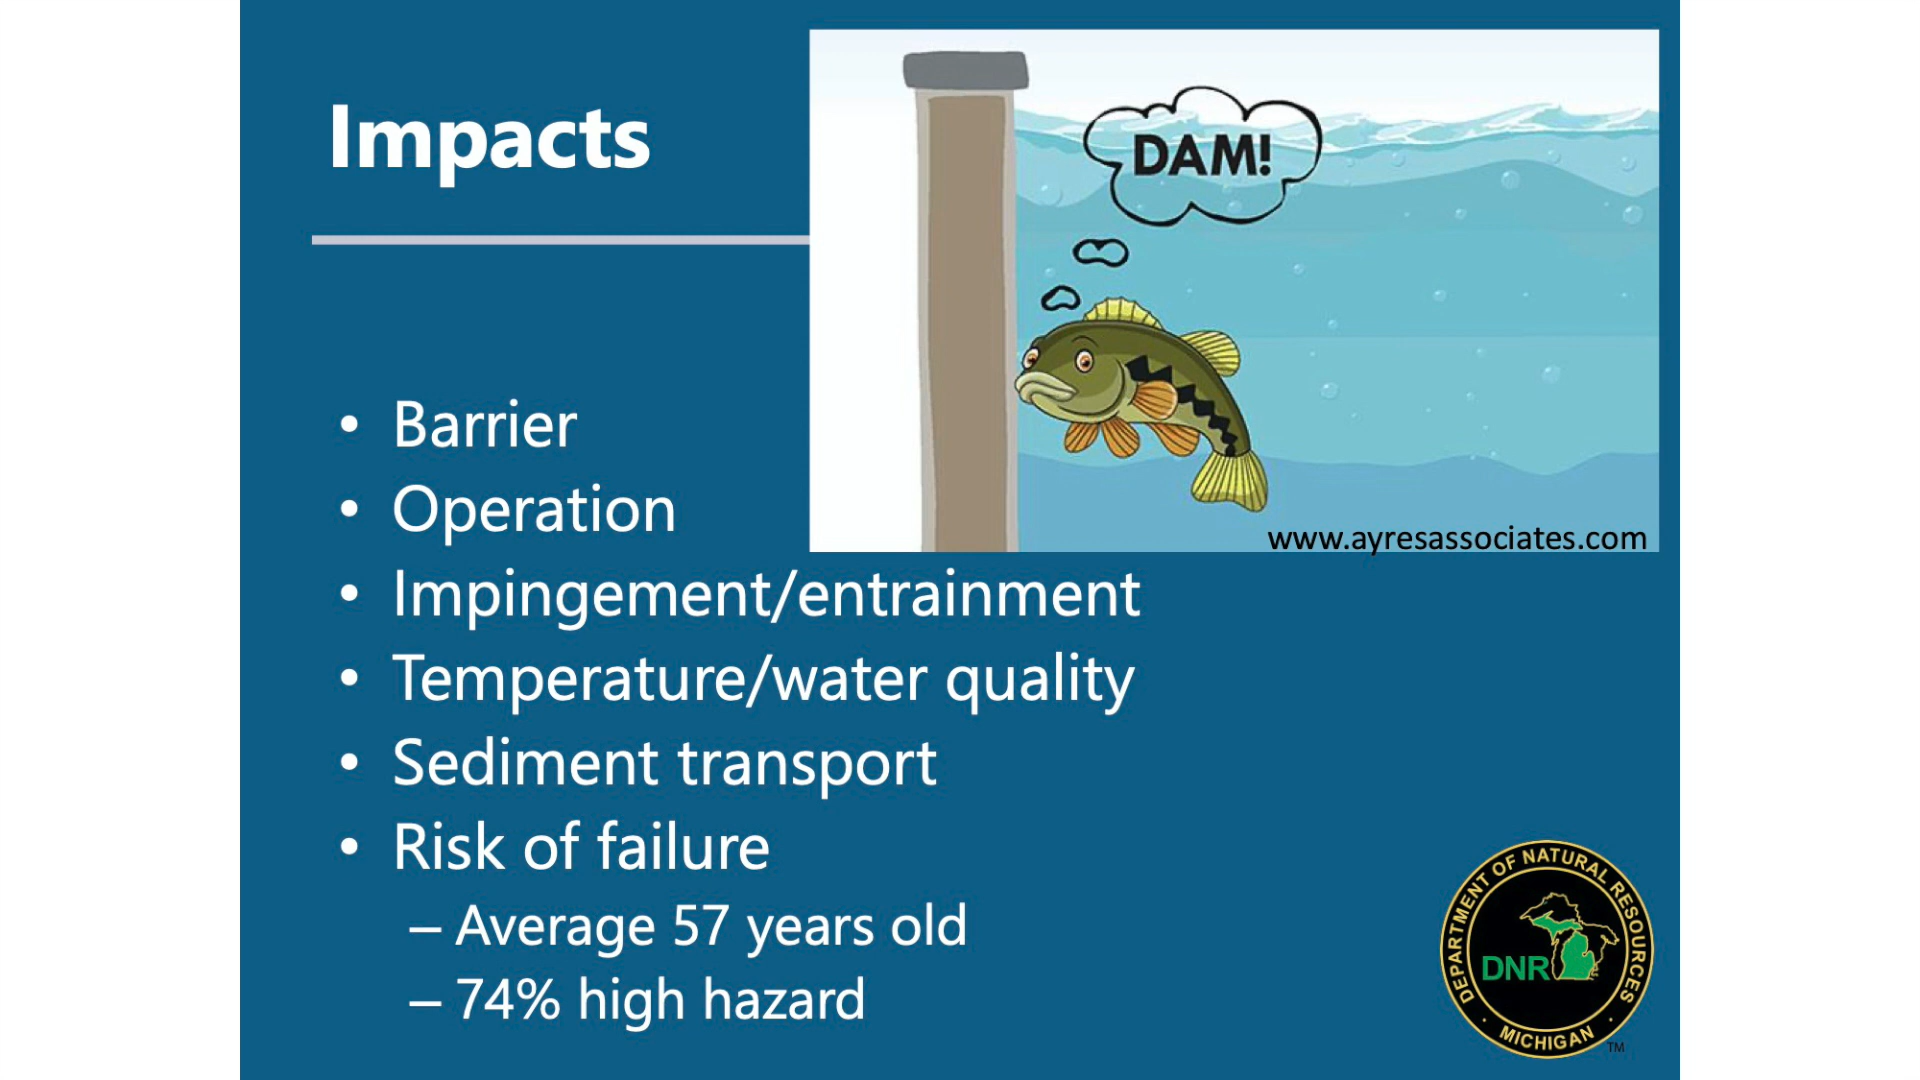 Impacts
DAM!
www.ayresassociates.com
• Barrier
• Operation
• Impingement/entrainment
• Temperature/water quality
• Sediment transport
• Risk of failure
– Average 57 years old
– 74% high hazard
DEPARTMENT OF NATURAL RESOURCES
DNR
· MICHIGAN ·
TM